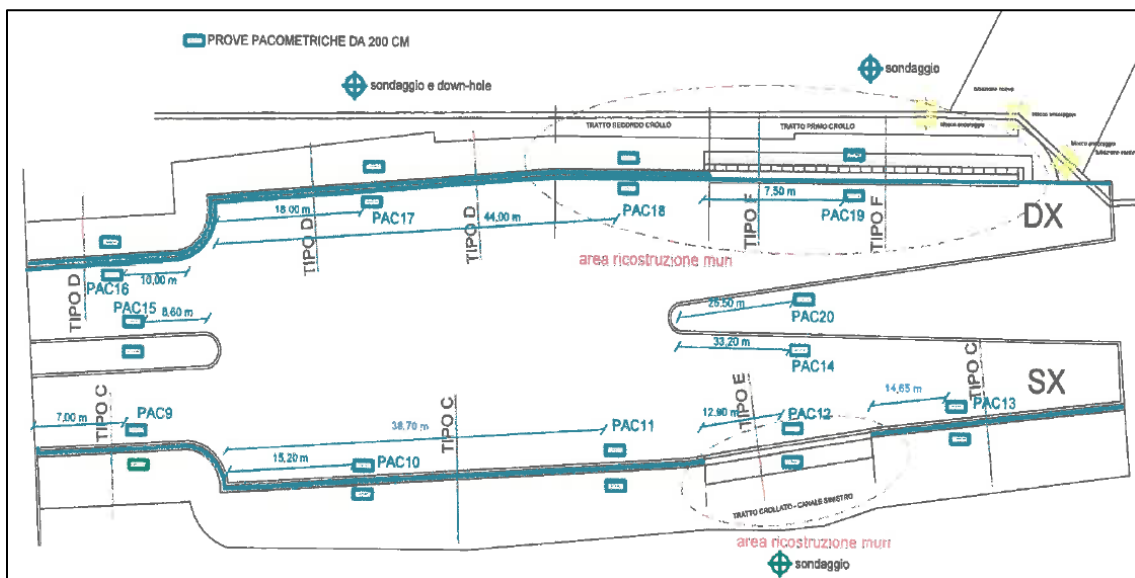 PROVE PACOMETRICHE DA 200 CM
sondaggio e down-hole
sondaggio
TRATTO SECONDO CROLLO
TRATTO PRIMO CROLLO
18,00 m
PAC17
44,00 m
PAC18
7,50 m
PAC19
TIPO D
TIPO D
TIPO F
TIPO F
DX
area ricostruzione muri
TIPO D
PAC16
10,00 m
PAC15
8,60 m
25,50 m
PAC20
33,20 m
PAC14
7,00 m
TIPO C
PAC9
38,70 m
TIPO C
PAC11
15,20 m
PAC10
TIPO E
12,90 m
PAC12
14,65 m
TIPO C
PAC13
SX
TRATTO CROLLATO - CANALE SINISTRO
area ricostruzione muri
sondaggio